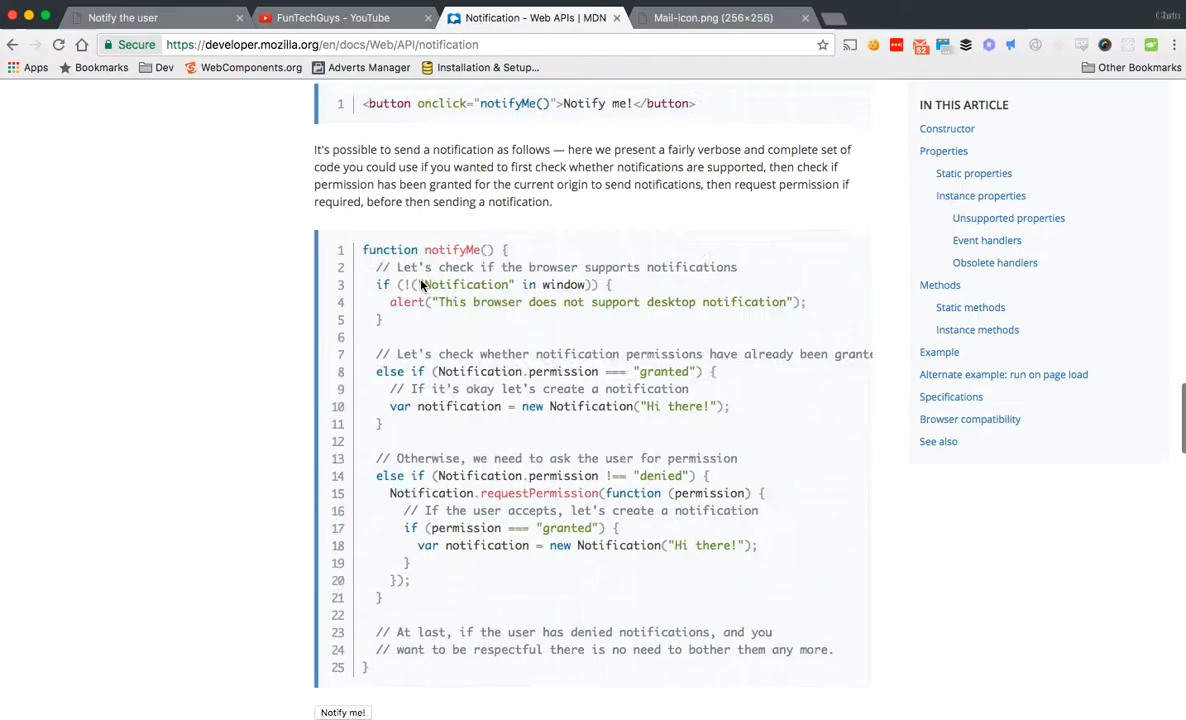 Notify the user
FunTechGuys - YouTube
Notification - Web APIs | MDN
Mail-icon.png (256×256)
Chris
Secure
https://developer.mozilla.org/en/docs/Web/API/notification
52
Apps
Bookmarks
Dev
WebComponents.org
Adverts Manager
Installation & Setup...
Other Bookmarks
1 <button onclick="notifyMe()">Notify me!</button>
It's possible to send a notification as follows — here we present a fairly verbose and complete set of
code you could use if you wanted to first check whether notifications are supported, then check if
permission has been granted for the current origin to send notifications, then request permission if
required, before then sending a notification.
1 function notifyMe() {
2 // Let's check if the browser supports notifications
3 if (!("Notification" in window)) {
4 alert("This browser does not support desktop notification");
5 }
6
7 // Let's check whether notification permissions have already been grante
8 else if (Notification.permission === "granted") {
9 // If it's okay let's create a notification
10 var notification = new Notification("Hi there!");
11 }
12
13 // Otherwise, we need to ask the user for permission
14 else if (Notification.permission !== "denied") {
15 Notification.requestPermission(function (permission) {
16 // If the user accepts, let's create a notification
17 if (permission === "granted") {
18 var notification = new Notification("Hi there!");
19 }
20 });
21 }
22
23 // At last, if the user has denied notifications, and you
24 // want to be respectful there is no need to bother them any more.
25 }
Notify me!
IN THIS ARTICLE
Constructor
Properties
Static properties
Instance properties
Unsupported properties
Event handlers
Deprecated handlers
Methods
Static methods
Instance methods
Example
Alternate example: run on page load
Specifications
Browser compatibility
See also